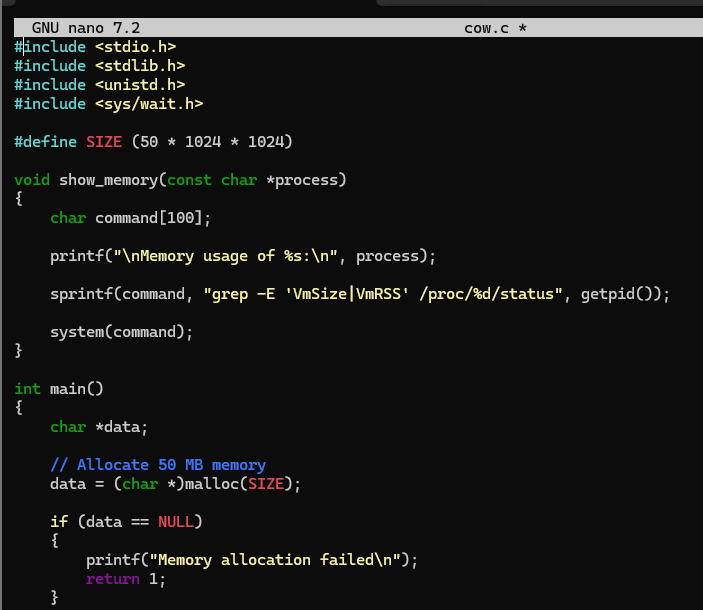 GNU nano 7.2 cow.c *
#include <stdio.h>
#include <stdlib.h>
#include <unistd.h>
#include <sys/wait.h>
#define SIZE (50 * 1024 * 1024)
void show_memory(const char *process)
{
char command[100];
printf("\nMemory usage of %s:\n", process);
sprintf(command, "grep -E 'VmSize|VmRSS' /proc/%d/status", getpid());
system(command);
}
int main()
{
char *data;
// Allocate 50 MB memory
data = (char *)malloc(SIZE);
if (data == NULL)
{
printf("Memory allocation failed\n");
return 1;
}